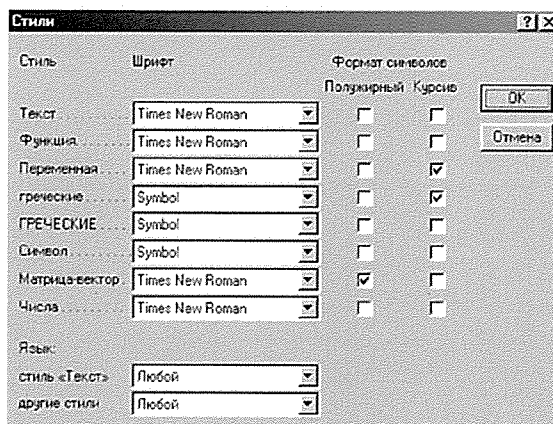 Стили
Стиль Шрифт Формат символов
Полужирный Курсив
OK
Текст Times New Roman
Функция Times New Roman
Отмена
Переменная Times New Roman
греческие Symbol
ГРЕЧЕСКИЕ Symbol
Символ Symbol
Матрица-вектор Times New Roman
Числа Times New Roman
Язык:
стиль «Текст» Любой
другие стили Любой